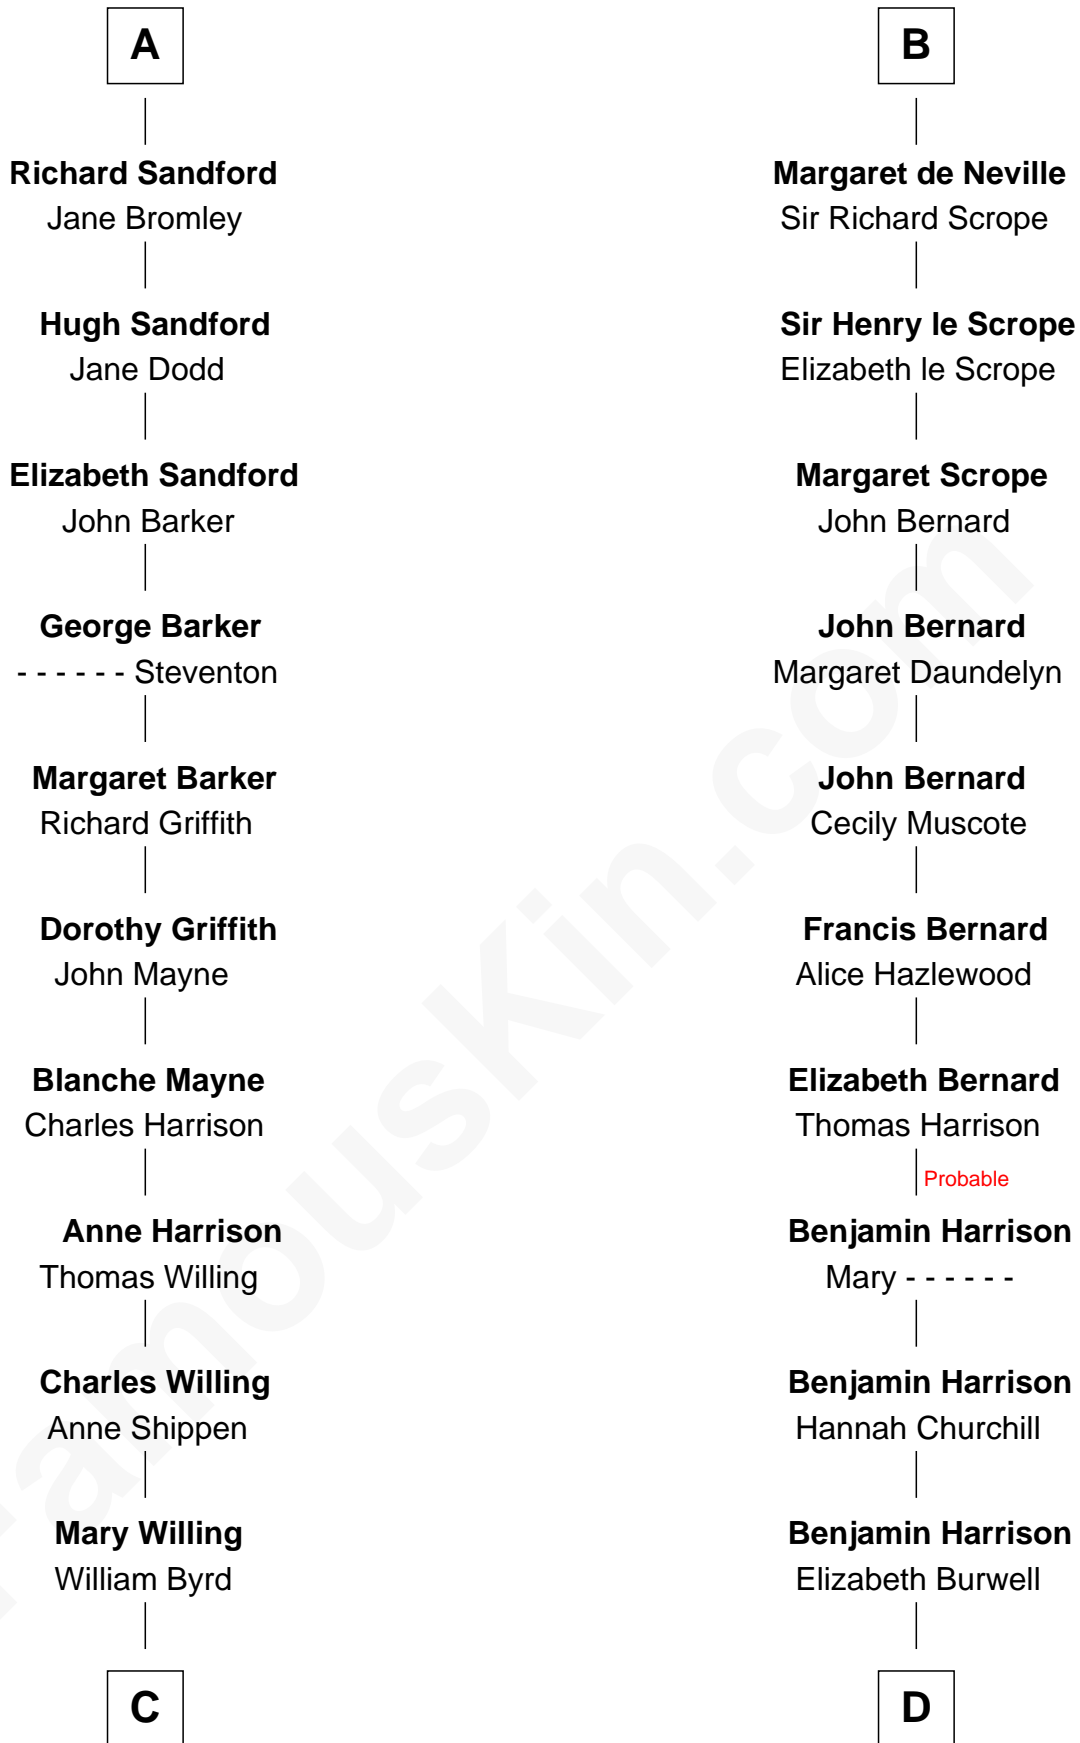 A
Richard Sandford
Jane Bromley
Hugh Sandford
Jane Dodd
Elizabeth Sandford
John Barker
George Barker
- - - - - - Steventon
Margaret Barker
Richard Griffith
Dorothy Griffith
John Mayne
Blanche Mayne
Charles Harrison
Anne Harrison
Thomas Willing
Charles Willing
Anne Shippen
Mary Willing
William Byrd
C
B
Margaret de Neville
Sir Richard Scrope
Sir Henry le Scrope
Elizabeth le Scrope
Margaret Scrope
John Bernard
John Bernard
Margaret Daundelyn
John Bernard
Cecily Muscote
Francis Bernard
Alice Hazlewood
Elizabeth Bernard
Thomas Harrison
Probable
Benjamin Harrison
Mary - - - - - -
Benjamin Harrison
Hannah Churchill
Benjamin Harrison
Elizabeth Burwell
D
FamousKin.com